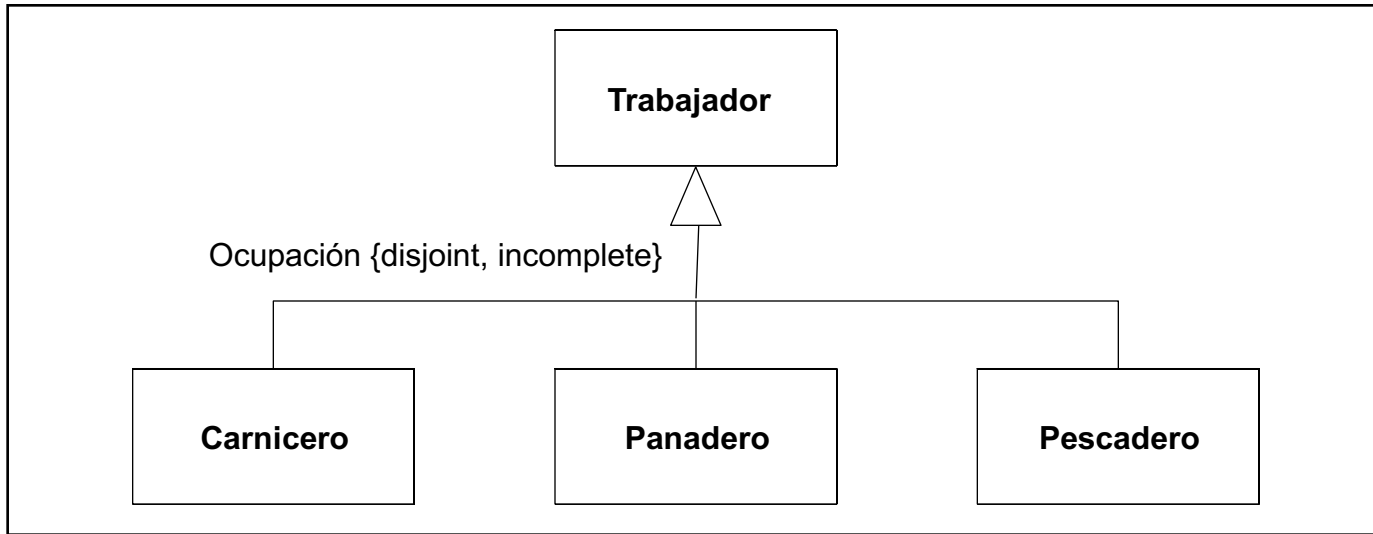 Trabajador
Ocupación {disjoint, incomplete}
Carnicero
Panadero
Pescadero